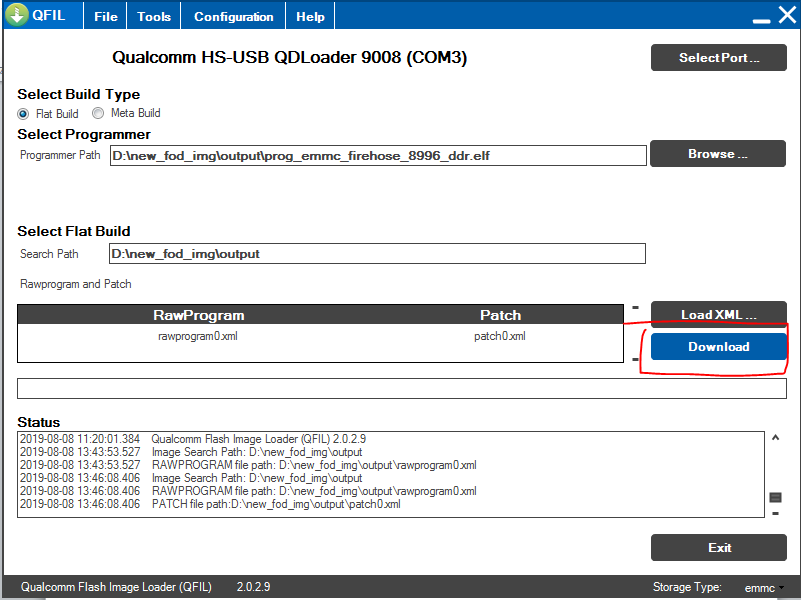 QFIL File Tools Configuration Help
Qualcomm HS-USB QDLoader 9008 (COM3) Select Port ...
Select Build Type
Flat Build Meta Build
Select Programmer
Programmer Path D:\new_fod_img\output\prog_emmc_firehose_8996_ddr.elf Browse ...
Select Flat Build
Search Path D:\new_fod_img\output
Rawprogram and Patch
RawProgram Patch Load XML ...
rawprogram0.xml patch0.xml
Download
Status
2019-08-08 11:20:01.384 Qualcomm Flash Image Loader (QFIL) 2.0.2.9
2019-08-08 13:43:53.527 Image Search Path: D:\new_fod_img\output
2019-08-08 13:43:53.527 RAWPROGRAM file path: D:\new_fod_img\output\rawprogram0.xml
2019-08-08 13:46:08.406 Image Search Path: D:\new_fod_img\output
2019-08-08 13:46:08.406 RAWPROGRAM file path: D:\new_fod_img\output\rawprogram0.xml
2019-08-08 13:46:08.406 PATCH file path:D:\new_fod_img\output\patch0.xml
Exit
Qualcomm Flash Image Loader (QFIL) 2.0.2.9 Storage Type: emmc